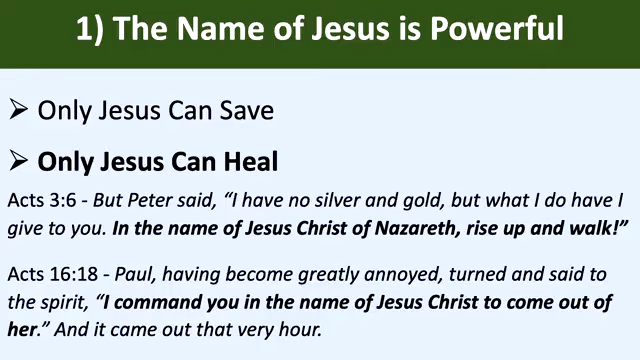 1) The Name of Jesus is Powerful
➢ Only Jesus Can Save
➢ Only Jesus Can Heal
Acts 3:6 - But Peter said, “I have no silver and gold, but what I do have I
give to you. In the name of Jesus Christ of Nazareth, rise up and walk!”
Acts 16:18 - Paul, having become greatly annoyed, turned and said to
the spirit, “I command you in the name of Jesus Christ to come out of
her.” And it came out that very hour.